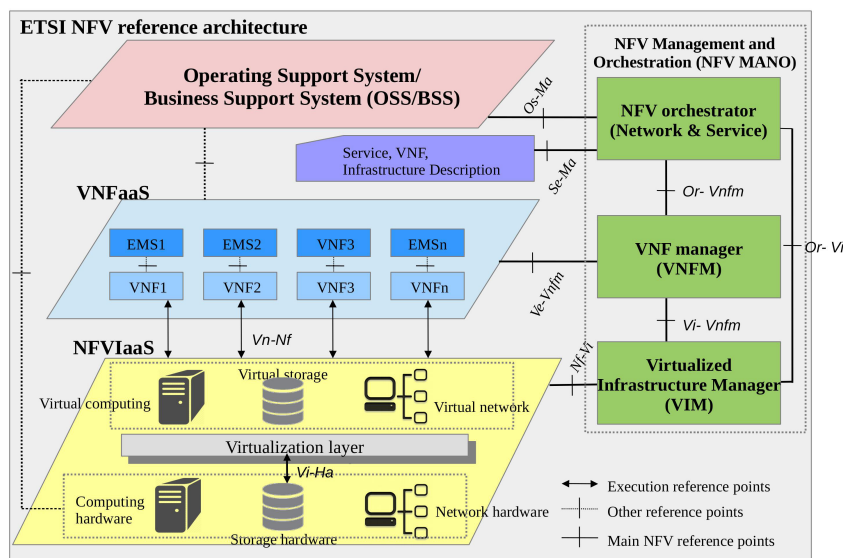 ETSI NFV reference architecture
NFV Management and
Orchestration (NFV MANO)
Operating Support System/
Business Support System (OSS/BSS)
Os-Ma
NFV orchestrator
(Network & Service)
Service, VNF,
Infrastructure Description
Se-Ma
Or- Vnfm
VNFaaS
EMS1
EMS2
VNF3
EMSn
VNF1
VNF2
VNF3
VNFn
VNF manager
(VNFM)
Or- Vi
Ve-Vnfm
Vn-Nf
Vi- Vnfm
NFVIaaS
Nf-Vi
Virtualized
Infrastructure Manager
(VIM)
Virtual storage
Virtual computing
Virtual network
Virtualization layer
Vi-Ha
Computing
hardware
Storage hardware
Network hardware
Execution reference points
Other reference points
Main NFV reference points